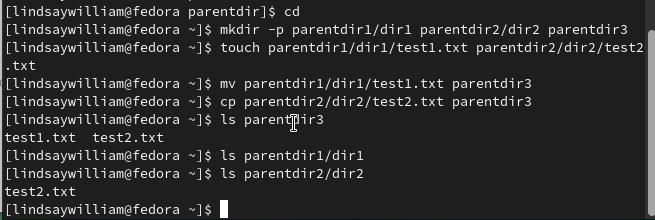 [lindsaywilliam@fedora parentdir]$ cd
[lindsaywilliam@fedora ~]$ mkdir -p parentdir1/dir1 parentdir2/dir2 parentdir3
[lindsaywilliam@fedora ~]$ touch parentdir1/dir1/test1.txt parentdir2/dir2/test2
.txt
[lindsaywilliam@fedora ~]$ mv parentdir1/dir1/test1.txt parentdir3
[lindsaywilliam@fedora ~]$ cp parentdir2/dir2/test2.txt parentdir3
[lindsaywilliam@fedora ~]$ ls parentdir3
test1.txt  test2.txt
[lindsaywilliam@fedora ~]$ ls parentdir1/dir1
[lindsaywilliam@fedora ~]$ ls parentdir2/dir2
test2.txt
[lindsaywilliam@fedora ~]$